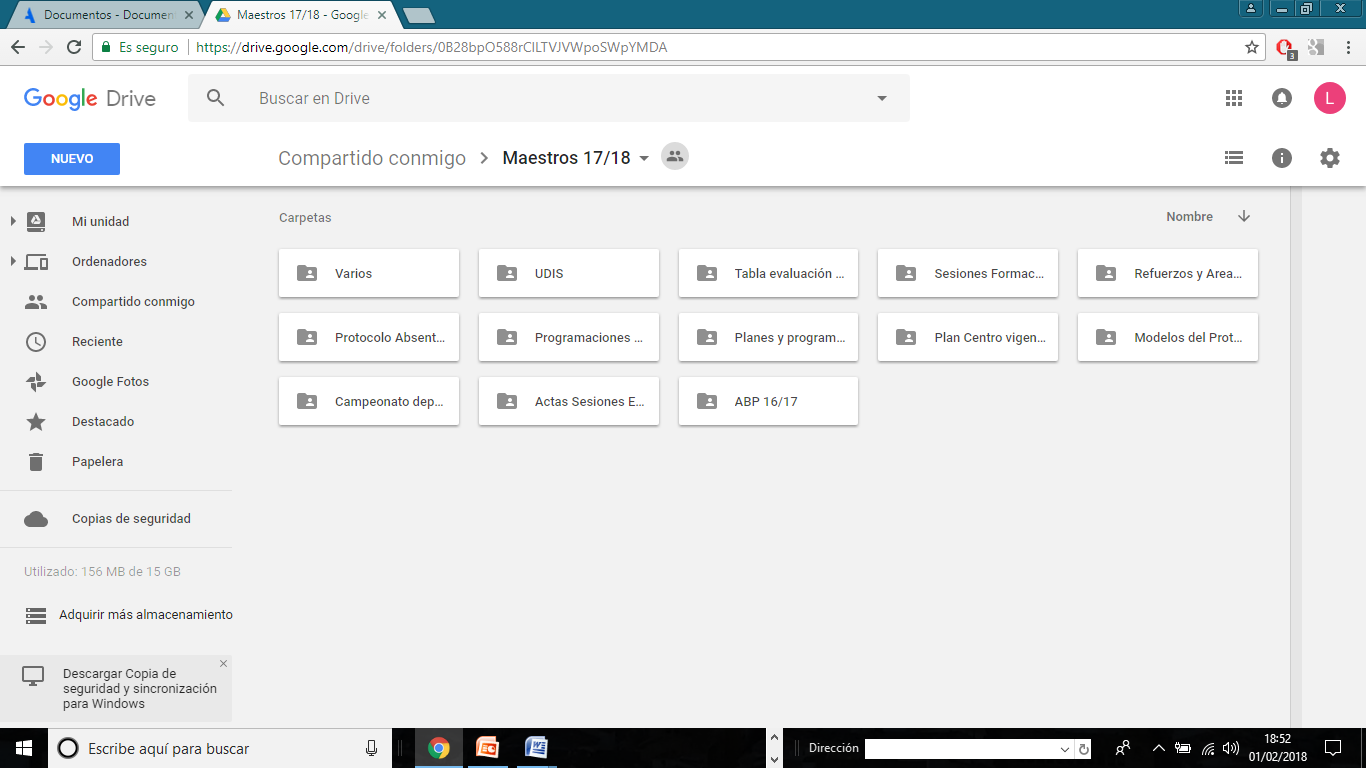 Documentos - Document
Maestros 17/18 - Google
Es seguro
https://drive.google.com/drive/folders/0B28bpO588rClLTVJVWpoSWpYMDA
3
Google Drive
Buscar en Drive
L
NUEVO
Compartido conmigo > Maestros 17/18
Mi unidad
Ordenadores
Compartido conmigo
Reciente
Google Fotos
Destacado
Papelera
Copias de seguridad
Utilizado: 156 MB de 15 GB
Adquirir más almacenamiento
Descargar Copia de
seguridad y sincronización
para Windows
Carpetas
Nombre
Varios
UDIS
Tabla evaluación ...
Sesiones Formac...
Refuerzos y Area...
Protocolo Absent...
Programaciones ...
Planes y program...
Plan Centro vigen...
Modelos del Prot...
Campeonato dep...
Actas Sesiones E...
ABP 16/17
Escribe aquí para buscar
Dirección
18:52
01/02/2018